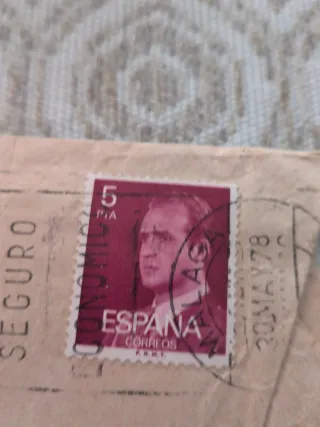 5
PTA
ESPAÑA
CORREOS
F.N.M.T.
SEGURO
MALAGA
30 MAY 78